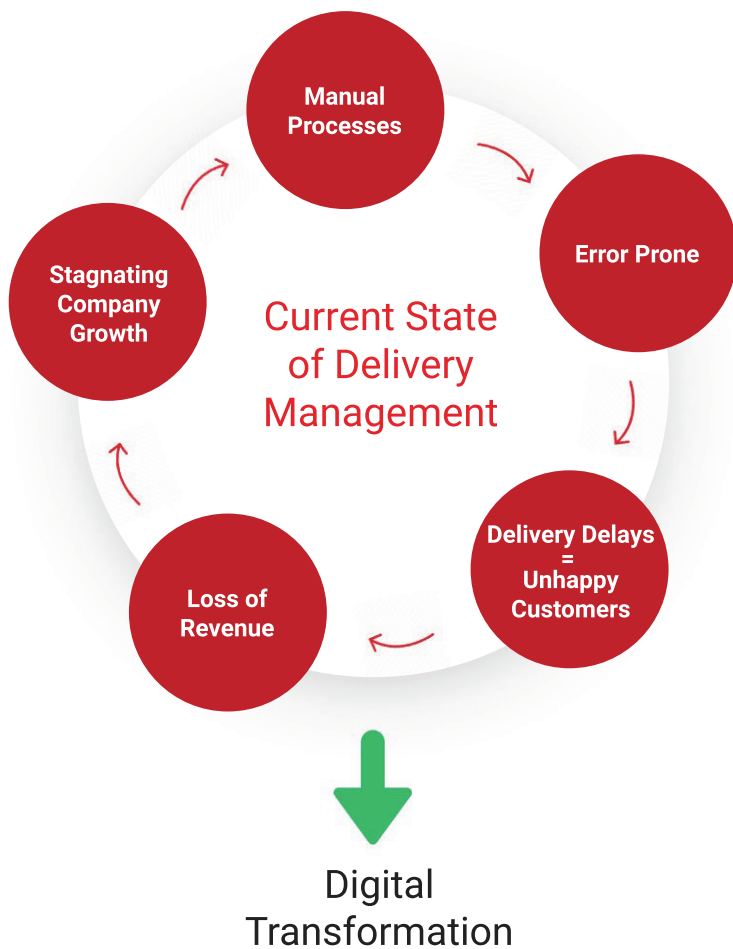 Manual
Processes
Error Prone
Delivery Delays
=
Unhappy
Customers
Loss of
Revenue
Stagnating
Company
Growth
Current State
of Delivery
Management
Digital
Transformation